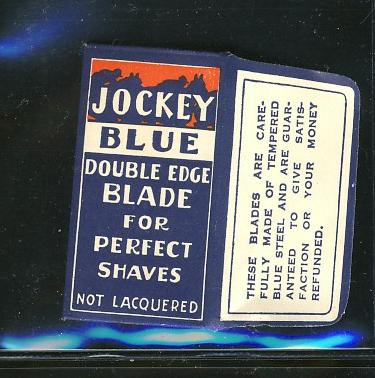 JOCKEY
BLUE
DOUBLE EDGE
BLADE
FOR
PERFECT
SHAVES
NOT LACQUERED
THESE BLADES ARE CARE-
FULLY MADE OF TEMPERED
BLUE STEEL AND ARE GUAR-
ANTEED TO GIVE SATIS-
FACTION OR YOUR MONEY
REFUNDED.